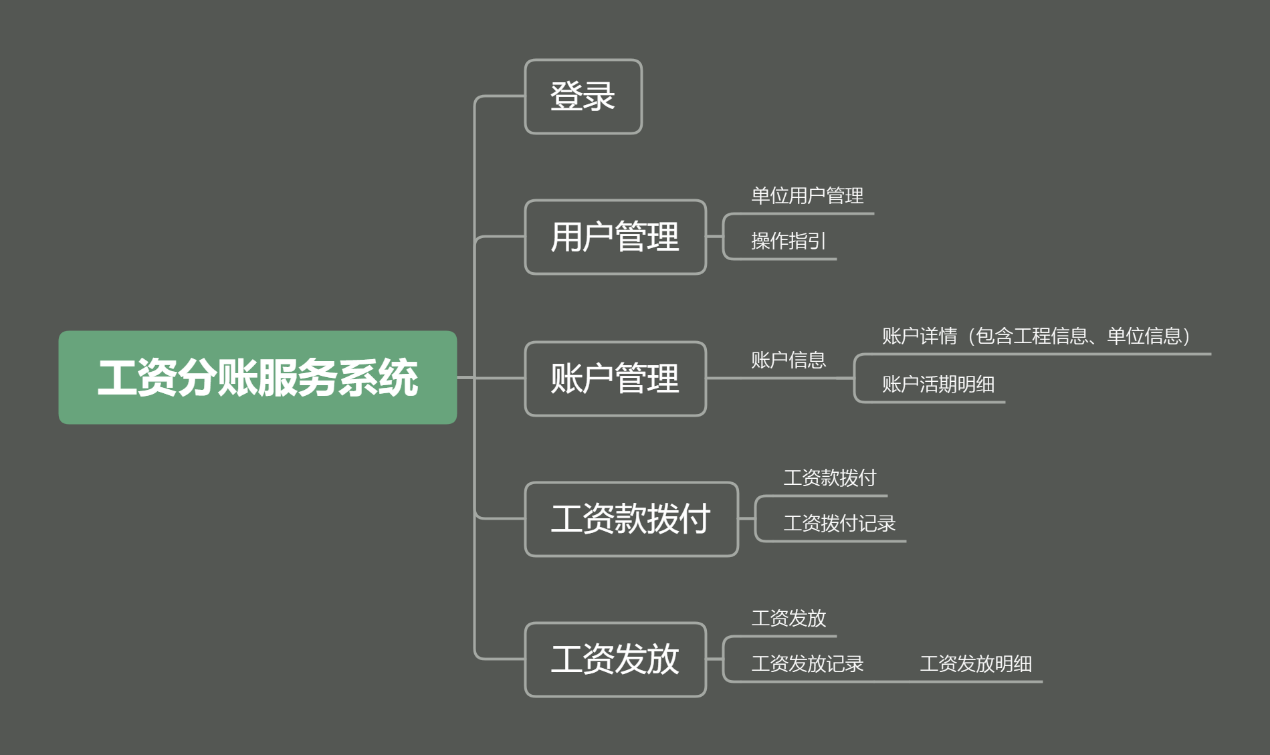 登录
单位用户管理
用户管理
操作指引
账户详情（包含工程信息、单位信息）
工资分账服务系统
账户管理
账户信息
账户活期明细
工资款拨付
工资款拨付
工资拨付记录
工资发放
工资发放
工资发放记录
工资发放明细